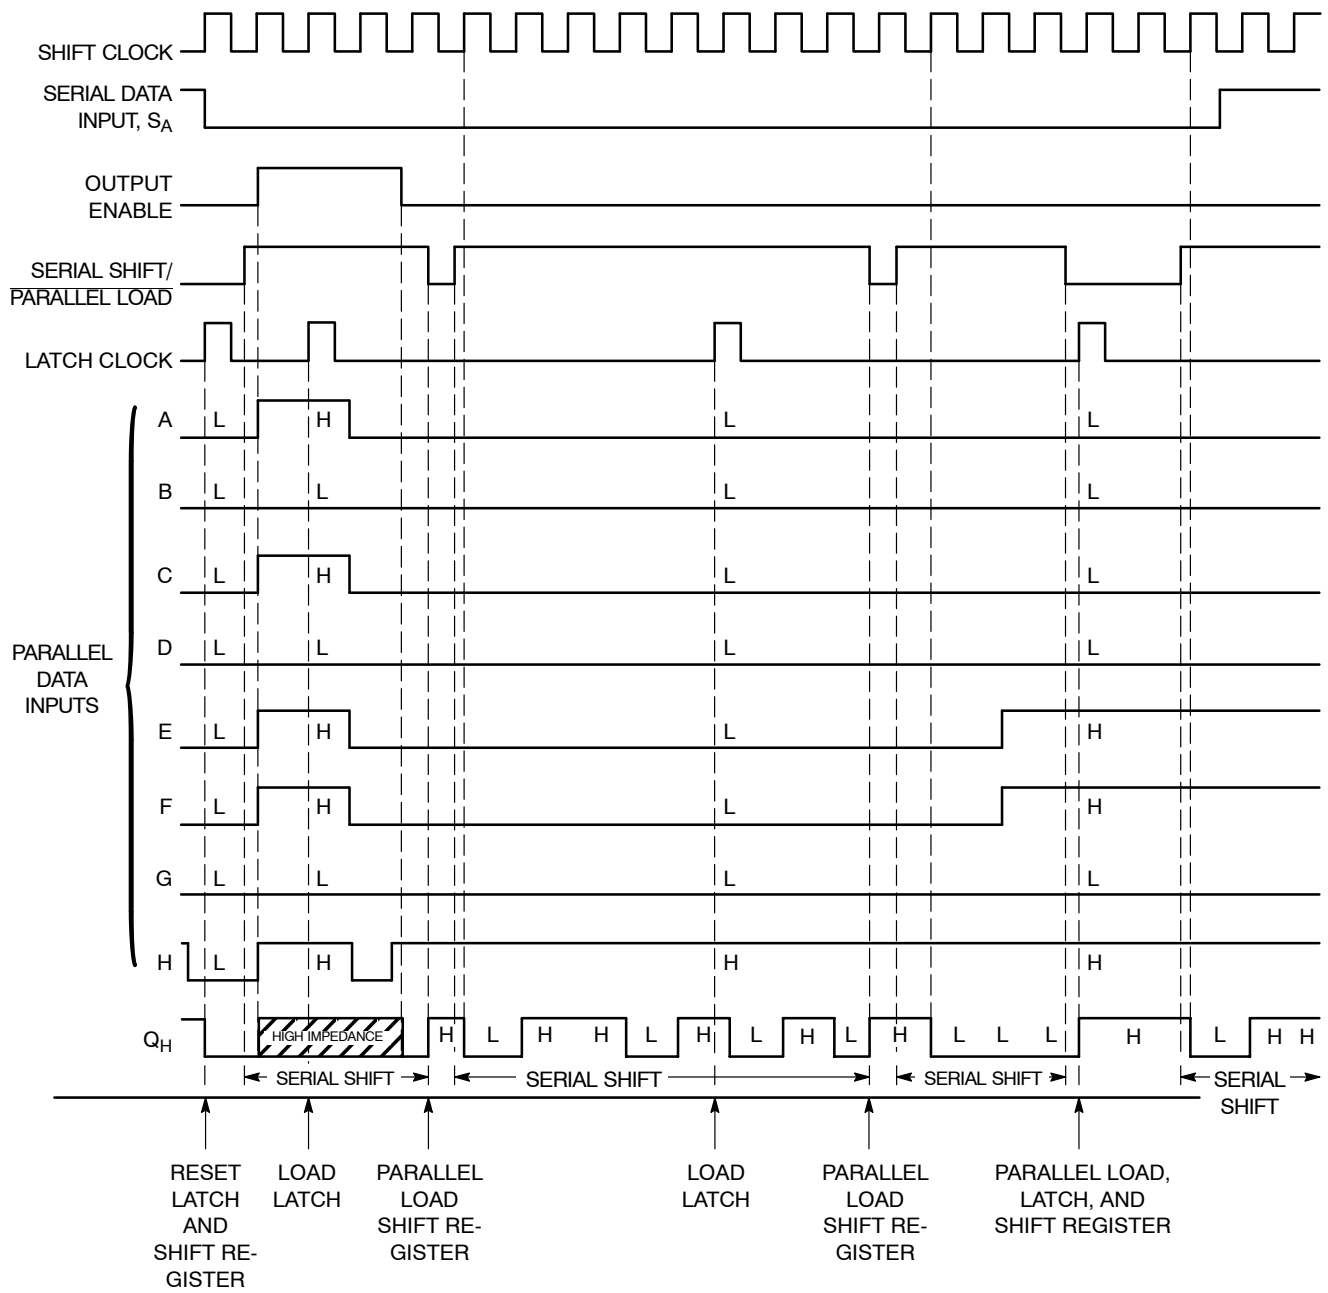 SHIFT CLOCK
SERIAL DATA
INPUT, SA
OUTPUT
ENABLE
SERIAL SHIFT/
PARALLEL LOAD
LATCH CLOCK
A L H L L
B L L L L
C L H L L
D L L L L
PARALLEL
DATA
INPUTS
E L H L H
F L H L H
G L L L L
H L H H H
QH HIGH IMPEDANCE H L H H L H L H L H L L L H L H H
SERIAL SHIFT SERIAL SHIFT SERIAL SHIFT SERIAL
SHIFT
RESET
LATCH
AND
SHIFT RE-
GISTER
LOAD
LATCH
PARALLEL
LOAD
SHIFT RE-
GISTER
LOAD
LATCH
PARALLEL
LOAD
SHIFT RE-
GISTER
PARALLEL LOAD,
LATCH, AND
SHIFT REGISTER